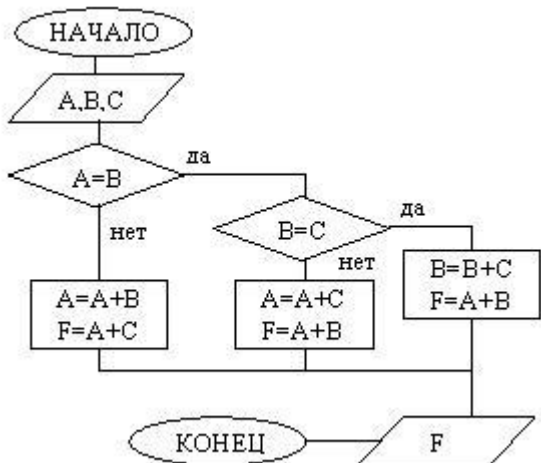 НАЧАЛО
A,B,C
A=B
да
нет
B=C
да
нет
A=A+B
F=A+C
A=A+C
F=A+B
B=B+C
F=A+B
КОНЕЦ
F